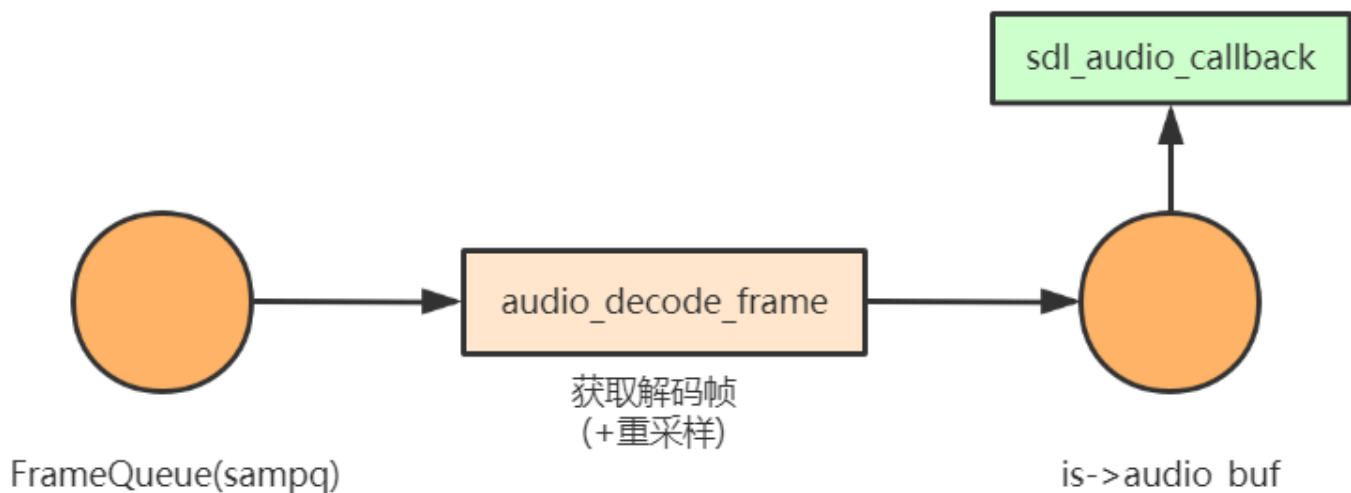 sdl_audio_callback
audio_decode_frame
获取解码帧
(+重采样)
FrameQueue(sampq)
is->audio_buf